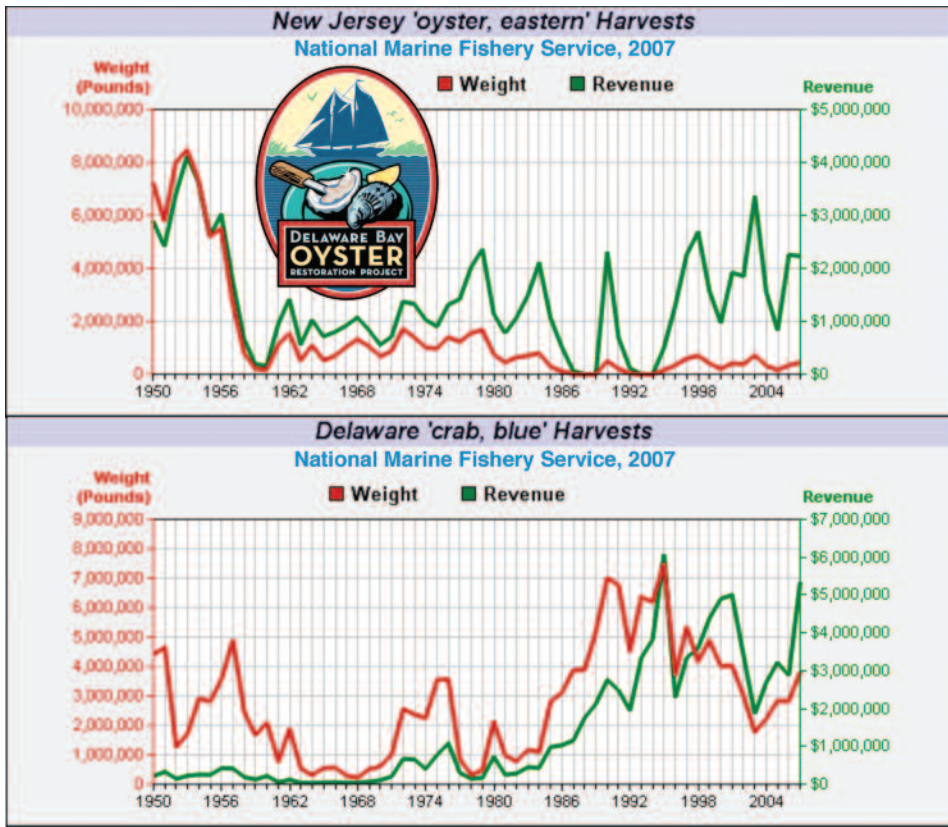 New Jersey 'oyster, eastern' Harvests
National Marine Fishery Service, 2007
Weight
(Pounds)
Weight
Revenue
Revenue
10,000,000
8,000,000
6,000,000
4,000,000
2,000,000
0
$5,000,000
$4,000,000
$3,000,000
$2,000,000
$1,000,000
$0
DELAWARE BAY
OYSTER
RESTORATION PROJECT
1950 1956 1962 1968 1974 1980 1986 1992 1998 2004
Delaware 'crab, blue' Harvests
National Marine Fishery Service, 2007
Weight
(Pounds)
Weight
Revenue
Revenue
9,000,000
8,000,000
7,000,000
6,000,000
5,000,000
4,000,000
3,000,000
2,000,000
1,000,000
0
$7,000,000
$6,000,000
$5,000,000
$4,000,000
$3,000,000
$2,000,000
$1,000,000
$0
1950 1956 1962 1968 1974 1980 1986 1992 1998 2004